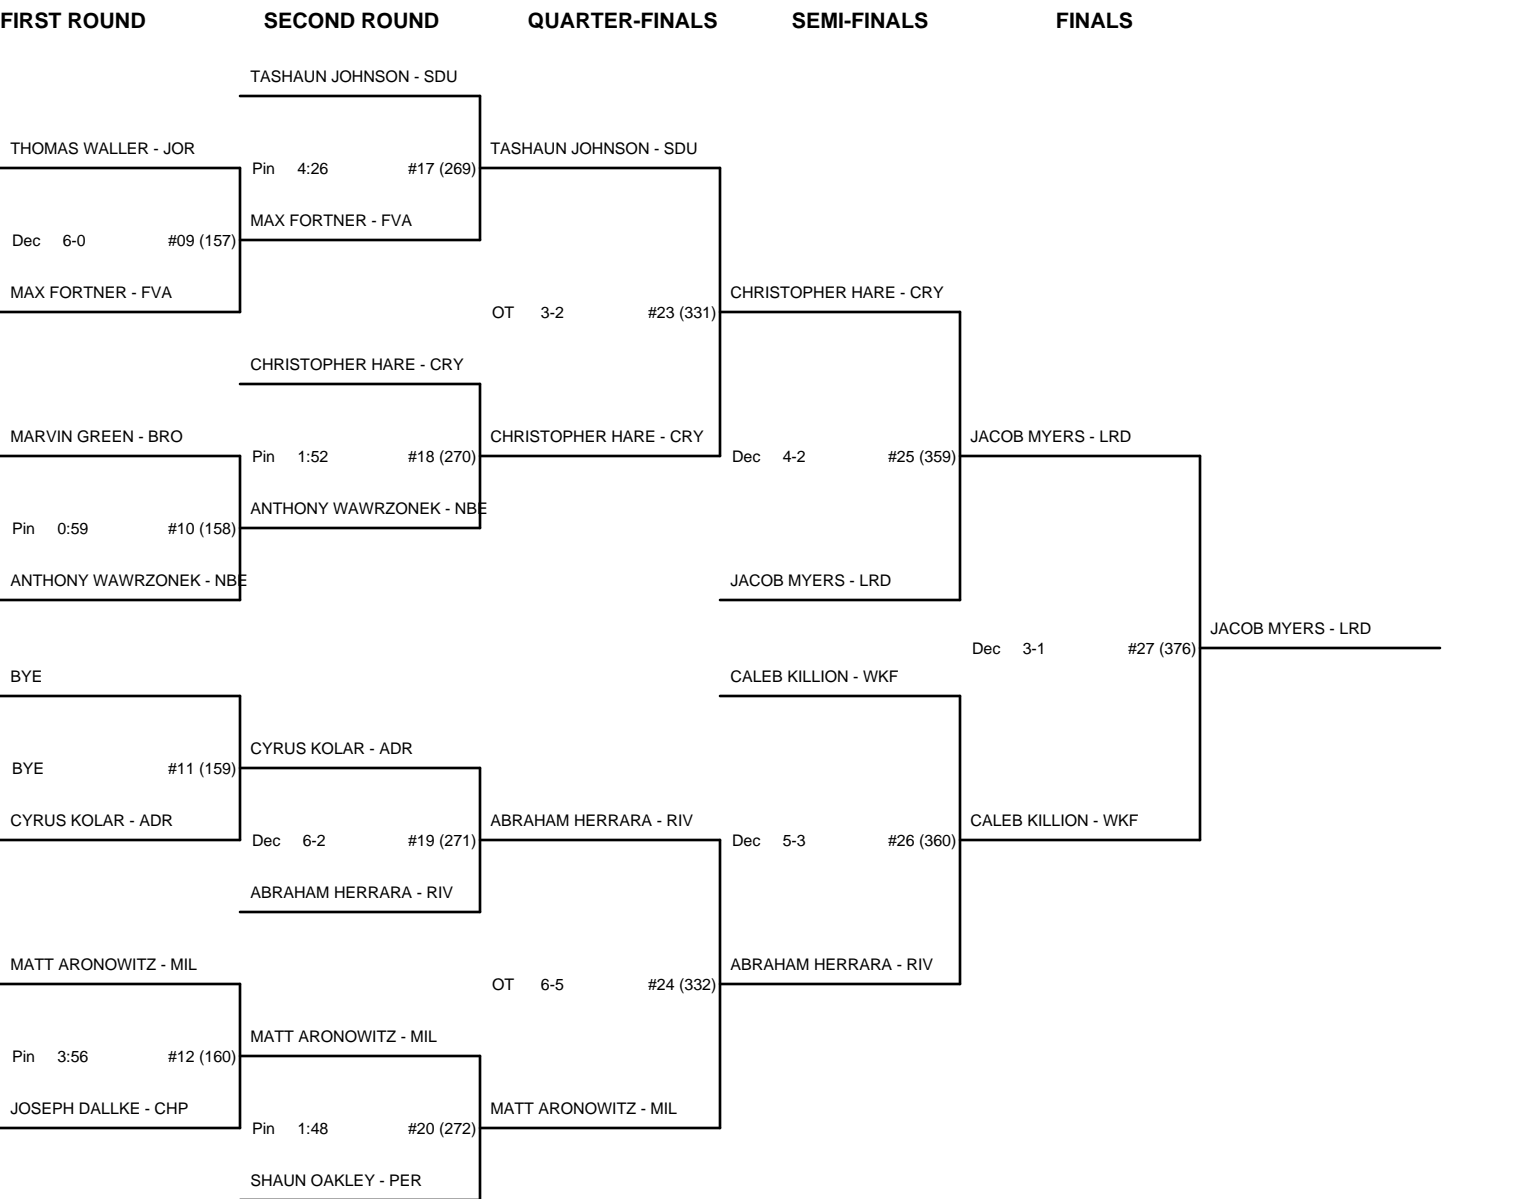 FIRST ROUND SECOND ROUND QUARTER-FINALS SEMI-FINALS FINALS
TASHAUN JOHNSON - SDU
THOMAS WALLER - JOR TASHAUN JOHNSON - SDU
Pin 4:26 #17 (269)
MAX FORTNER - FVA
Dec 6-0 #09 (157)
MAX FORTNER - FVA CHRISTOPHER HARE - CRY
OT 3-2 #23 (331)
CHRISTOPHER HARE - CRY
MARVIN GREEN - BRO CHRISTOPHER HARE - CRY JACOB MYERS - LRD
Pin 1:52 #18 (270) Dec 4-2 #25 (359)
ANTHONY WAWRZONEK - NBE
Pin 0:59 #10 (158)
ANTHONY WAWRZONEK - NBE JACOB MYERS - LRD
JACOB MYERS - LRD
Dec 3-1 #27 (376)
BYE CALEB KILLION - WKF
CYRUS KOLAR - ADR
BYE #11 (159)
CYRUS KOLAR - ADR ABRAHAM HERRARA - RIV CALEB KILLION - WKF
Dec 6-2 #19 (271) Dec 5-3 #26 (360)
ABRAHAM HERRARA - RIV
MATT ARONOWITZ - MIL ABRAHAM HERRARA - RIV
OT 6-5 #24 (332)
MATT ARONOWITZ - MIL
Pin 3:56 #12 (160)
JOSEPH DALLKE - CHP MATT ARONOWITZ - MIL
Pin 1:48 #20 (272)
SHAUN OAKLEY - PER